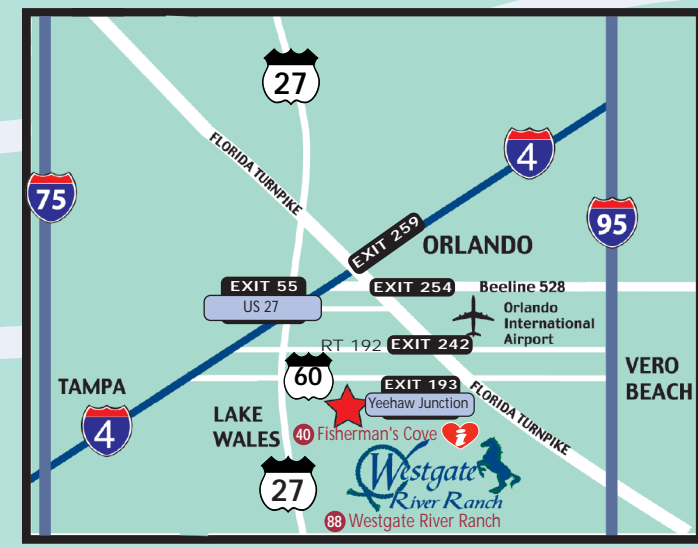 27
FLORIDA TURNPIKE
4
75
95
EXIT 259
ORLANDO
EXIT 55
US 27
EXIT 254
Beeline 528
Orlando
International
Airport
RT 192
EXIT 242
60
EXIT 193
Yeehaw Junction
FLORIDA TURNPIKE
VERO
BEACH
TAMPA
4
LAKE
WALES
40 Fisherman's Cove
i
27
Westgate
River Ranch
88 Westgate River Ranch